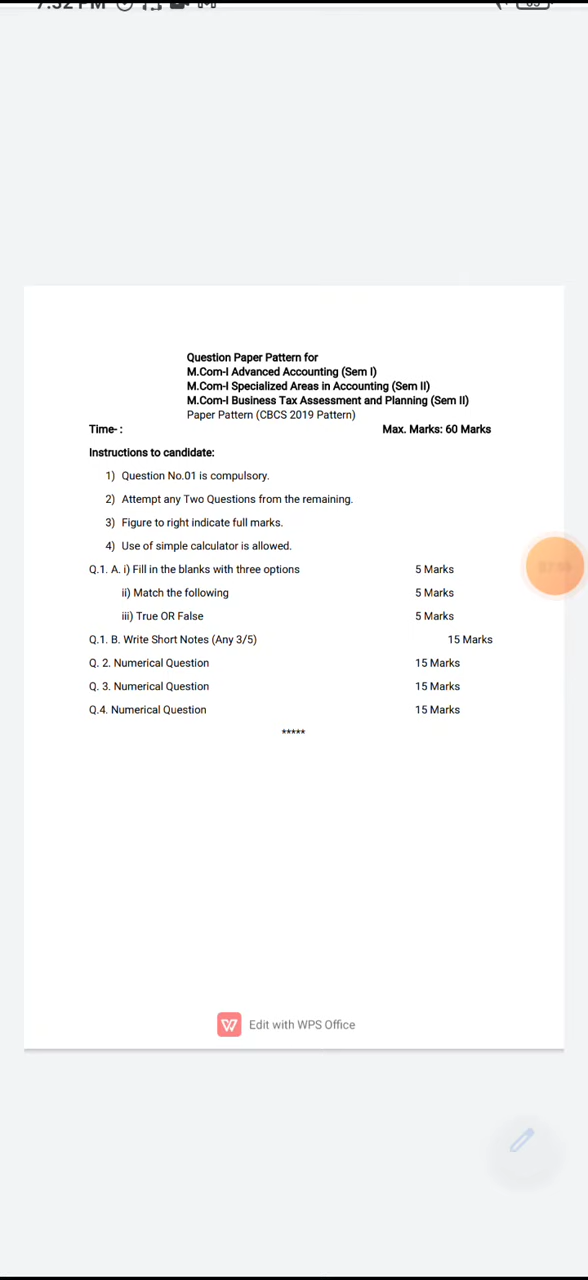 Question Paper Pattern for
M.Com-I Advanced Accounting (Sem I)
M.Com-I Specialized Areas in Accounting (Sem II)
M.Com-I Business Tax Assessment and Planning (Sem II)
Paper Pattern (CBCS 2019 Pattern)
Time- : Max. Marks: 60 Marks
Instructions to candidate:
1) Question No.01 is compulsory.
2) Attempt any Two Questions from the remaining.
3) Figure to right indicate full marks.
4) Use of simple calculator is allowed.
Q.1. A. i) Fill in the blanks with three options 5 Marks
ii) Match the following 5 Marks
iii) True OR False 5 Marks
Q.1. B. Write Short Notes (Any 3/5) 15 Marks
Q. 2. Numerical Question 15 Marks
Q. 3. Numerical Question 15 Marks
Q.4. Numerical Question 15 Marks
*****
Edit with WPS Office